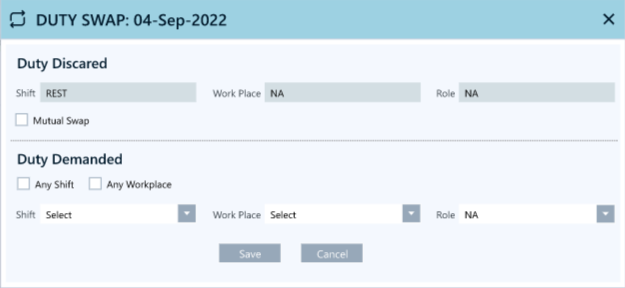 DUTY SWAP: 04-Sep-2022
Duty Discared
Shift REST Work Place NA Role NA
Mutual Swap
Duty Demanded
Any Shift Any Workplace
Shift Select Work Place Select Role NA
Save Cancel